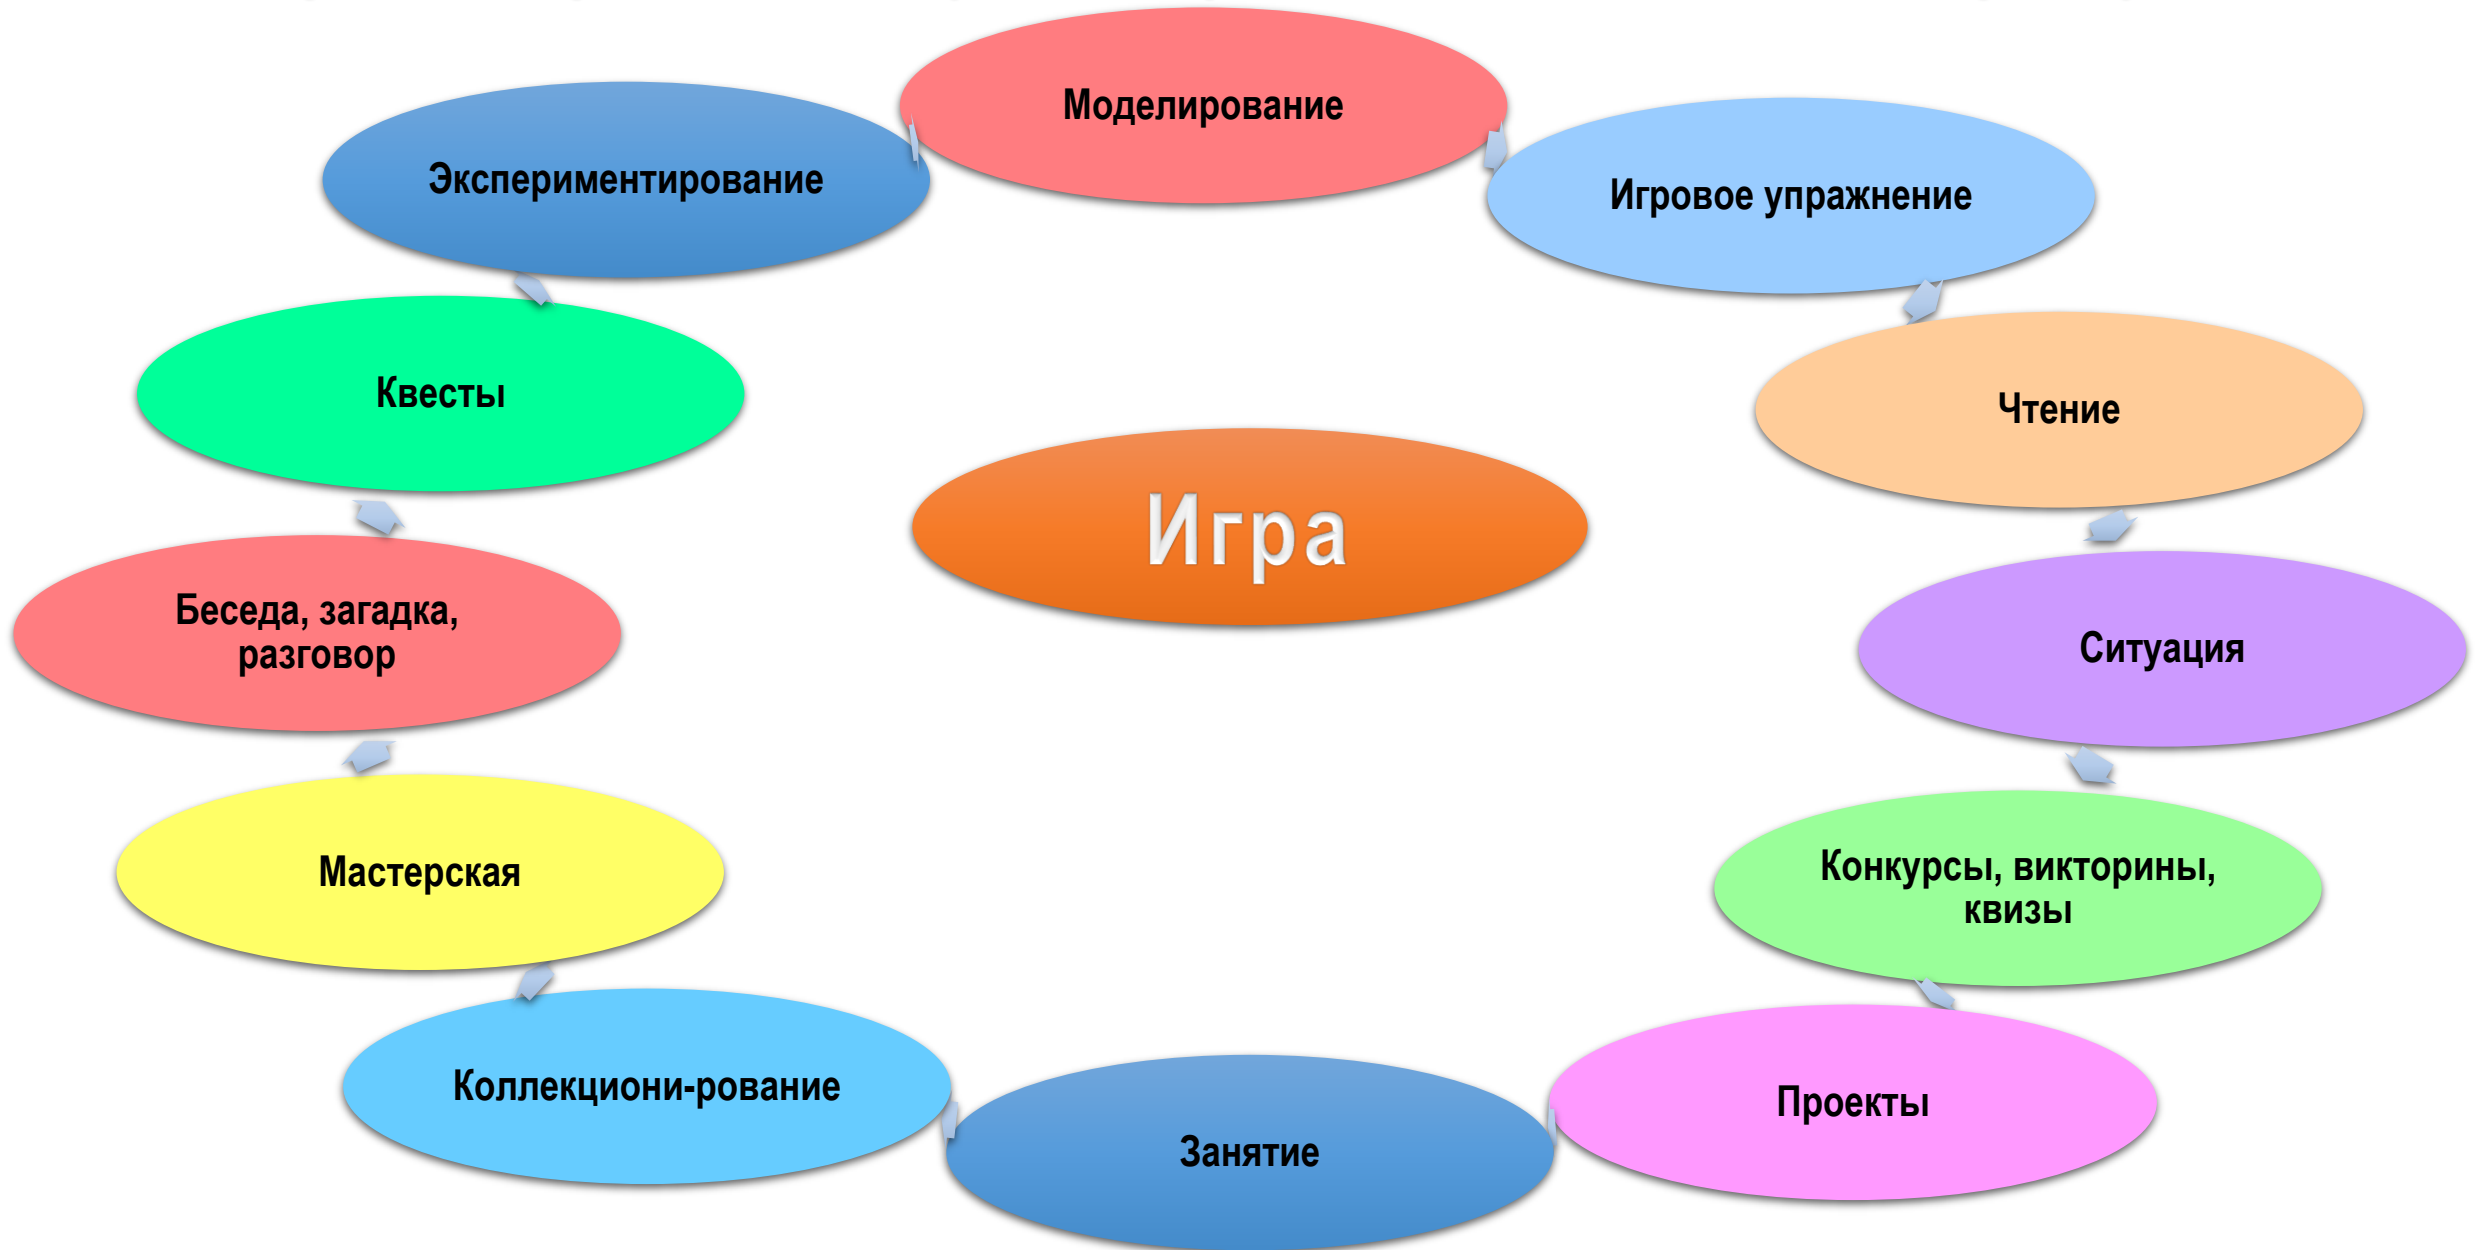 Моделирование
Экспериментирование
Игровое упражнение
Квесты
Чтение
Игра
Беседа, загадка,
разговор
Ситуация
Мастерская
Конкурсы, викторины,
квизы
Коллекциони-рование
Проекты
Занятие